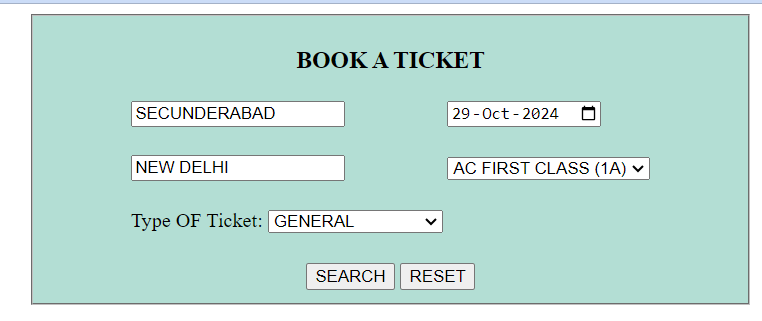 BOOK A TICKET
SECUNDERABAD 29-Oct-2024
NEW DELHI AC FIRST CLASS (1A)
Type OF Ticket: GENERAL
SEARCH RESET